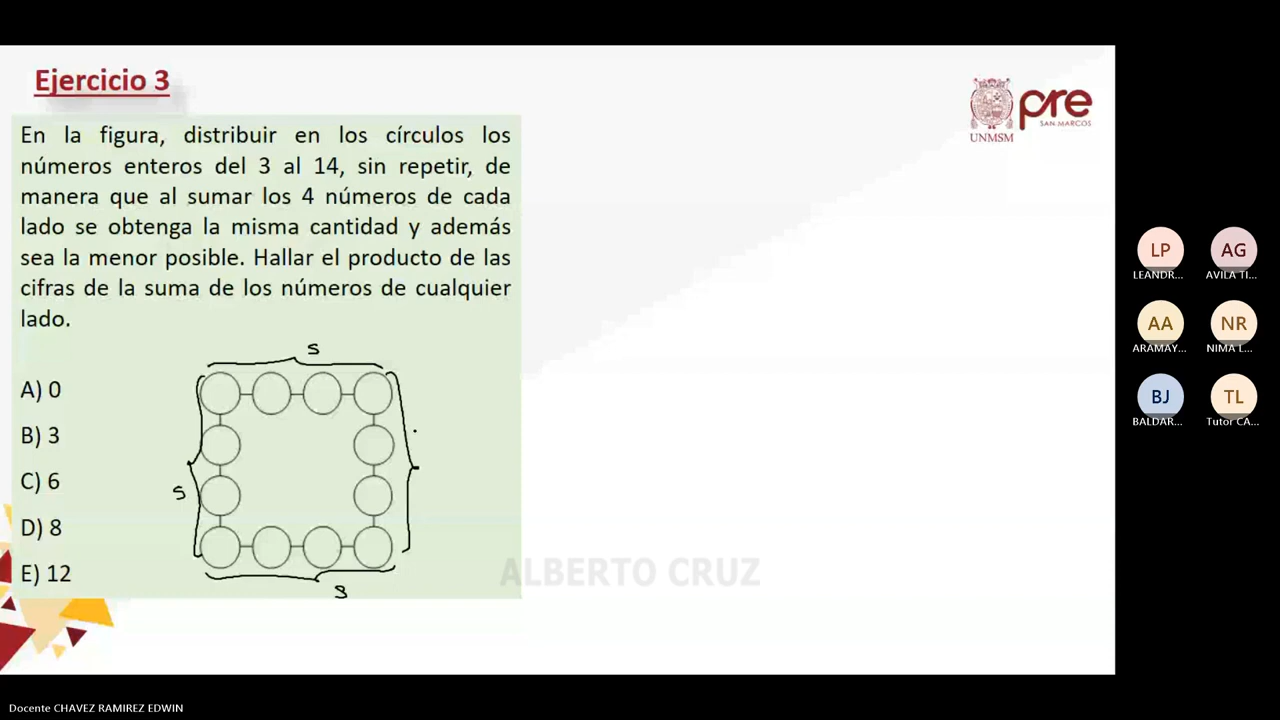 Ejercicio 3
pre
SAN MARCOS
UNMSM
En la figura, distribuir en los círculos los
números enteros del 3 al 14, sin repetir, de
manera que al sumar los 4 números de cada
lado se obtenga la misma cantidad y además
sea la menor posible. Hallar el producto de las
cifras de la suma de los números de cualquier
lado.
A) 0
B) 3
C) 6
D) 8
E) 12
s
s
s
ALBERTO CRUZ
LP
LEANDR...
AG
AVILA TI...
AA
ARAMAY...
NR
NIMA L...
BJ
BALDAR...
TL
Tutor CA...
Docente CHAVEZ RAMIREZ EDWIN